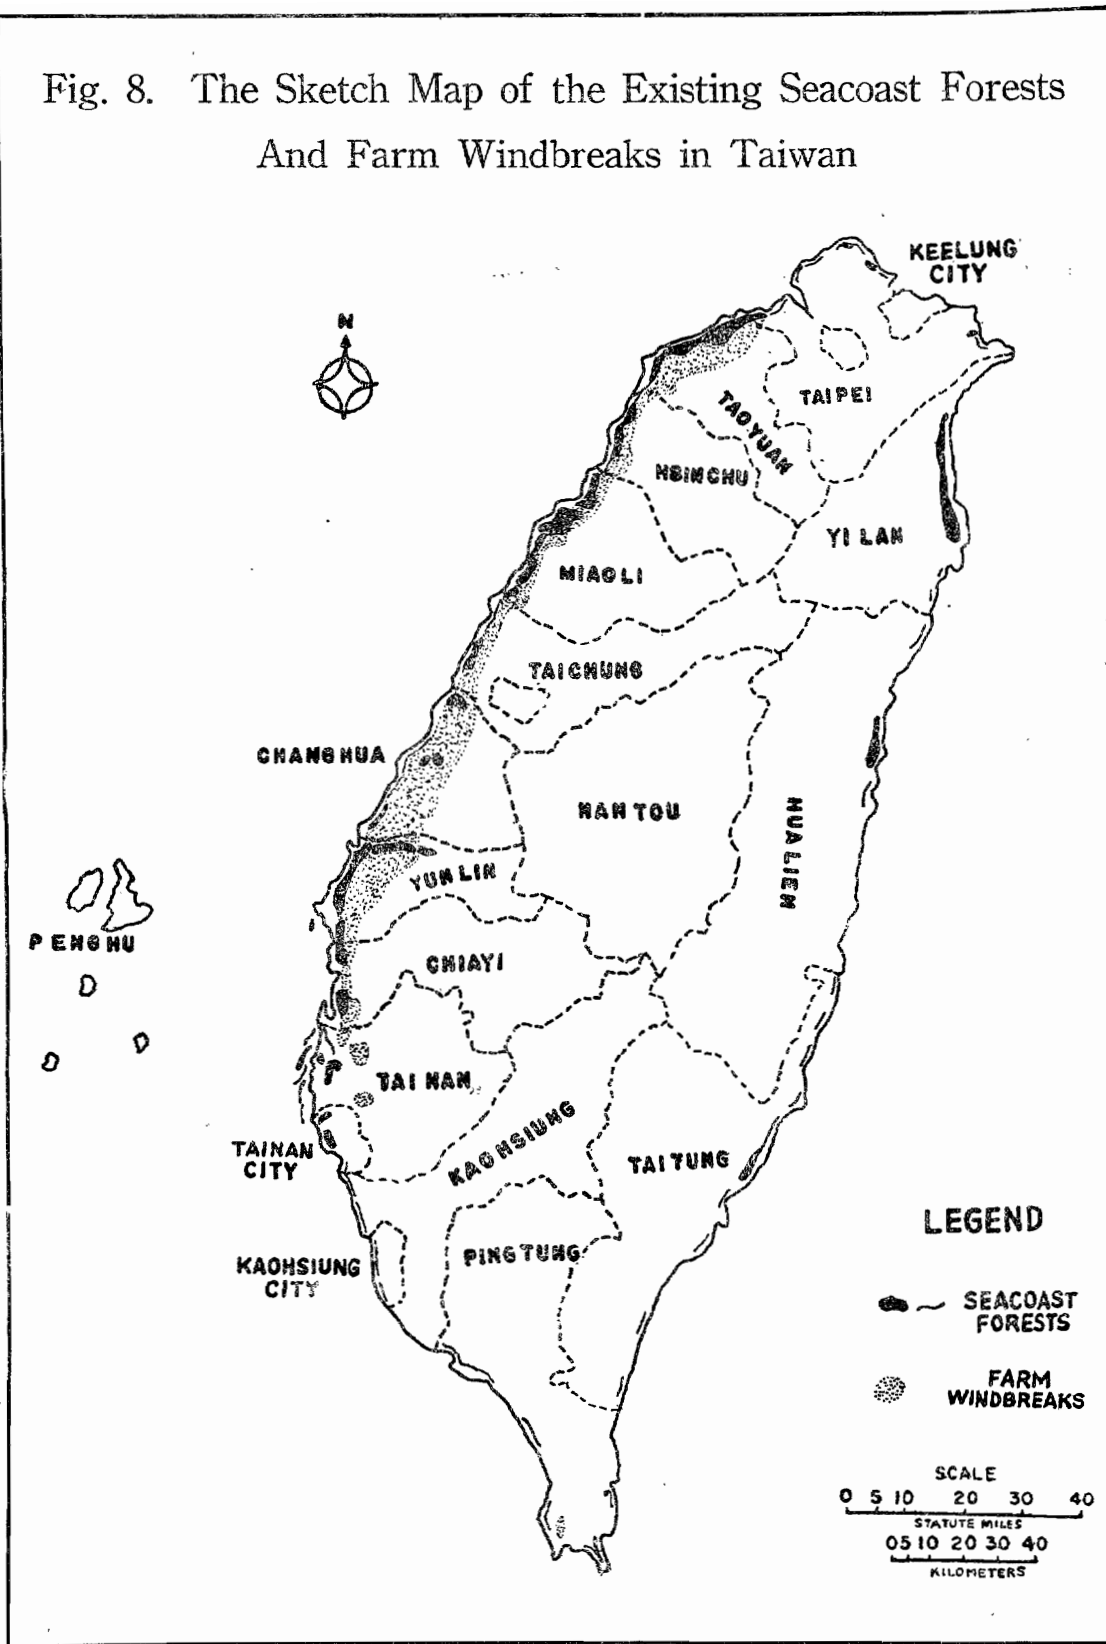 Fig. 8. The Sketch Map of the Existing Seacoast Forests
And Farm Windbreaks in Taiwan
KEELUNG
CITY
N
TAIPEI
TAOYUAN
HSINCHU
YI LAN
MIAOLI
TAICHUNG
CHANGHUA
NAN TOU
HUALIEN
YUN LIN
PENGHU
CHIAYI
TAI NAN
TAINAN
CITY
KAOHSIUNG
TAITUNG
PINGTUNG
KAOHSIUNG
CITY
LEGEND
SEACOAST
FORESTS
FARM
WINDBREAKS
SCALE
0 5 10 20 30 40
STATUTE MILES
0 5 10 20 30 40
KILOMETERS